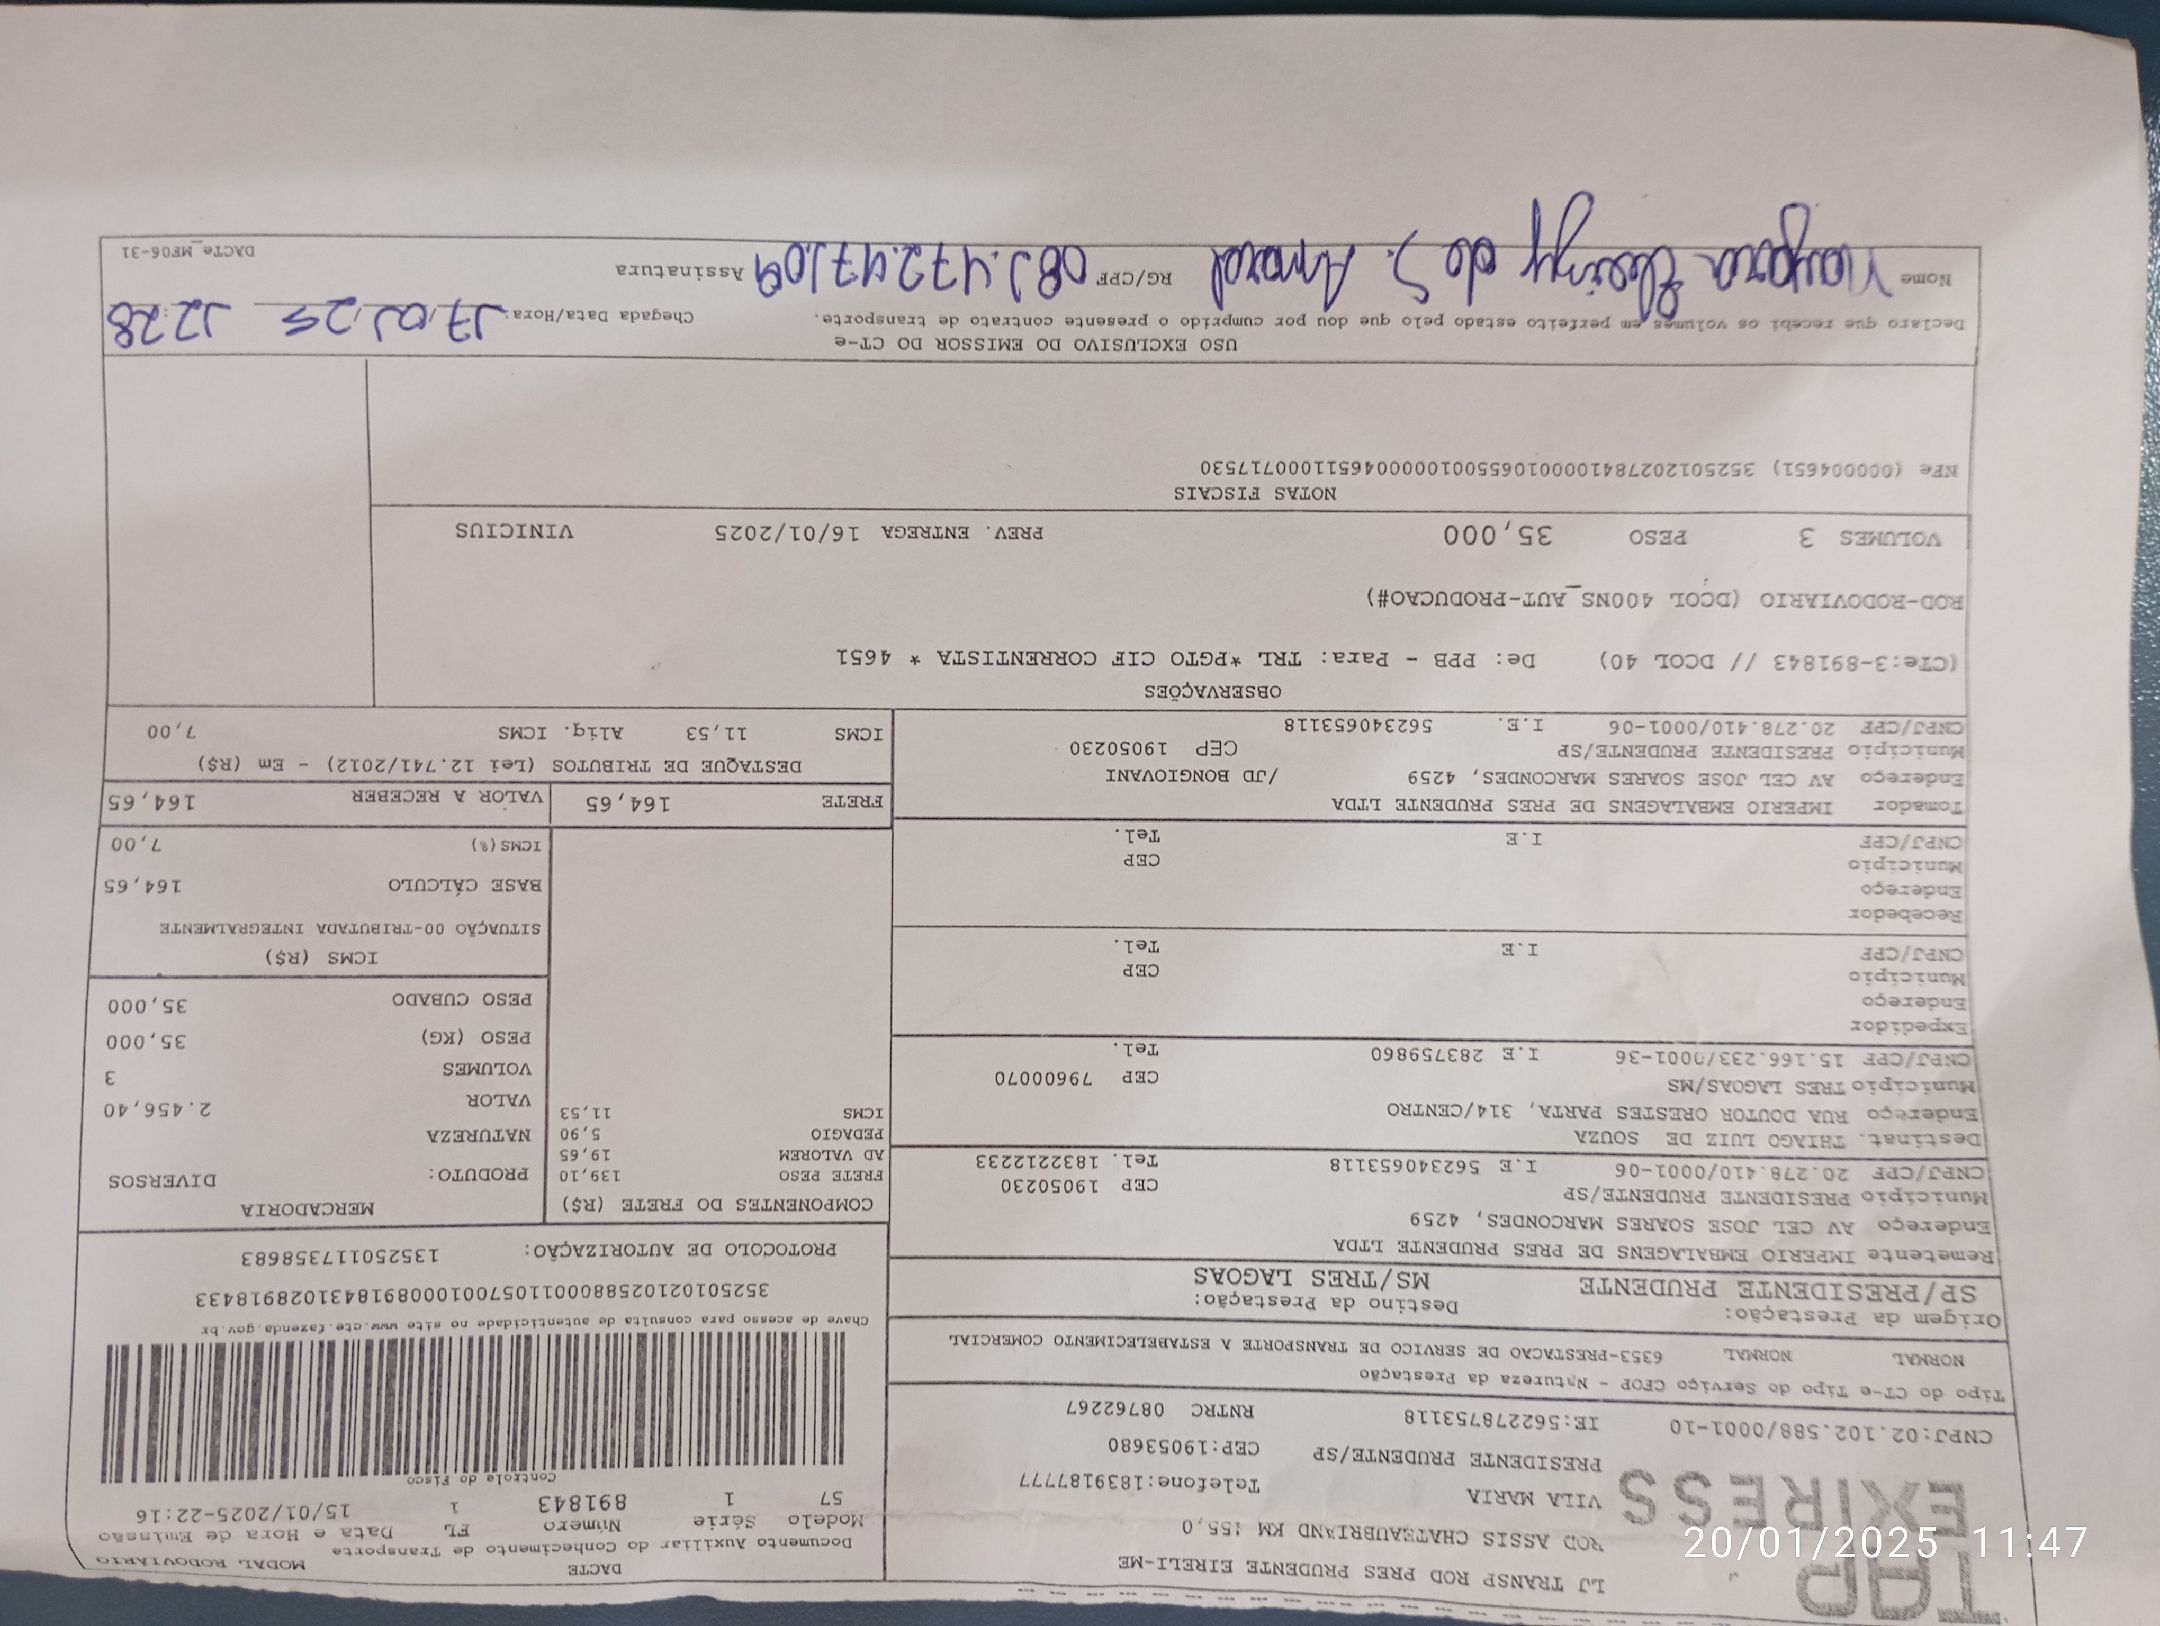 TAP EXPRESS
LJ TRANSP ROD PRES PRUDENTE EIRELI-ME
ROD ASSIS CHATEAUBRIAND KM 455,0
VILA MARIA Telefone:1839187777
PRESIDENTE PRUDENTE/SP CEP:19053680
CNPJ:02.102.588/0001-10 IE:562278753118 RNTRC 08762267
DACTE MODAL RODOVIÁRIO
Documento Auxiliar do Conhecimento de Transporte
Modelo Série Número FL Data e Hora de Emissão
57 1 891843 1 15/01/2025-22:16
Controle do Fisco
Chave de acesso para consulta de autenticidade no site www.cte.fazenda.gov.br
35250102102588000110570010008918431028918433
PROTOCOLO DE AUTORIZAÇÃO: 135250117358683
Tipo do CT-e Tipo do Serviço CFOP - Natureza da Prestação
NORMAL NORMAL 6353-PRESTACAO DE SERVICO DE TRANSPORTE A ESTABELECIMENTO COMERCIAL
Origem da Prestação: Destino da Prestação:
SP/PRESIDENTE PRUDENTE MS/TRES LAGOAS
Remetente IMPERIO EMBALAGENS DE PRES PRUDENTE LTDA
Endereço AV CEL JOSE SOARES MARCONDES, 4259
Município PRESIDENTE PRUDENTE/SP CEP 19050230
CNPJ/CPF 20.278.410/0001-06 I.E 562340653118 Tel. 1832212233
Destinat. THIAGO LUIZ DE SOUZA
Endereço RUA DOUTOR ORESTES PARTA, 314/CENTRO
Município TRES LAGOAS/MS CEP 79600070
CNPJ/CPF 15.166.233/0001-36 I.E 283759860 Tel.
Expedidor
Endereço
Município CEP
CNPJ/CPF I.E Tel.
Recebedor
Endereço
Município CEP
CNPJ/CPF I.E Tel.
Tomador IMPERIO EMBALAGENS DE PRES PRUDENTE LTDA
Endereço AV CEL JOSE SOARES MARCONDES, 4259 /JD BONGIOVANI
Município PRESIDENTE PRUDENTE/SP CEP 19050230
CNPJ/CPF 20.278.410/0001-06 I.E. 562340653118
COMPONENTES DO FRETE (R$)
FRETE PESO 139,10
AD VALOREM 19,65
PEDAGIO 5,90
ICMS 11,53
MERCADORIA
PRODUTO: DIVERSOS
NATUREZA
VALOR 2.456,40
VOLUMES 3
PESO (KG) 35,000
PESO CUBADO 35,000
ICMS (R$)
SITUAÇÃO 00-TRIBUTADA INTEGRALMENTE
BASE CÁLCULO 164,65
ICMS(%) 7,00
FRETE 164,65 VALOR A RECEBER 164,65
DESTAQUE DE TRIBUTOS (Lei 12.741/2012) - Em (R$)
ICMS 11,53 Aliq. ICMS 7,00
OBSERVAÇÕES
(CTe:3-891843 // DCOL 40) De: PPB - Para: TRL *PGTO CIF CORRENTISTA * 4651
ROD-RODOVIARIO (DCOL 400NS_AUT-PRODUCAO#)
VOLUMES 3 PESO 35,000 PREV. ENTREGA 16/01/2025 VINICIUS
NOTAS FISCAIS
NFe (000004651) 35250120278410000106550010000046511000717530
USO EXCLUSIVO DO EMISSOR DO CT-e
Declaro que recebi os volumes em perfeito estado pelo que dou por cumprido o presente contrato de transporte. Chegada Data/Hora: 17/01/25 12:28
Nome Nayara de S. Amaral RG/CPF 081.472.471,09 Assinatura
DACTe_MF06-31
20/01/2025 11:47